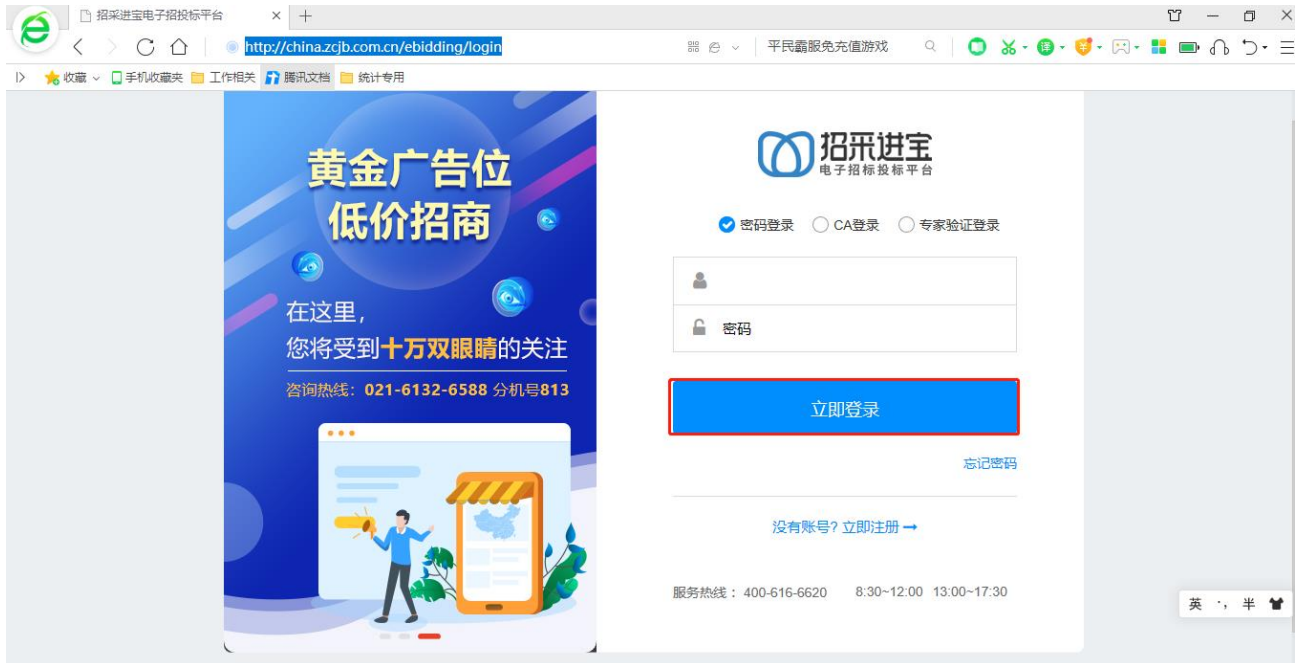 招采进宝电子招投标平台
http://china.zcjb.com.cn/ebidding/login
平民霸服免充值游戏
收藏
手机收藏夹
工作相关
腾讯文档
统计专用
黄金广告位
低价招商
在这里，
您将受到十万双眼睛的关注
咨询热线：021-6132-6588 分机号813
招采进宝
电子招标投标平台
密码登录
CA登录
专家验证登录
密码
立即登录
忘记密码
没有账号? 立即注册
服务热线： 400-616-6620 8:30~12:00 13:00~17:30
英 ·, 半